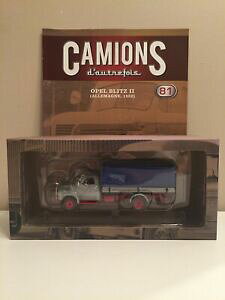 CAMIONS
d'autrefois
81
OPEL BLITZ II
(ALLEMAGNE, 1952)